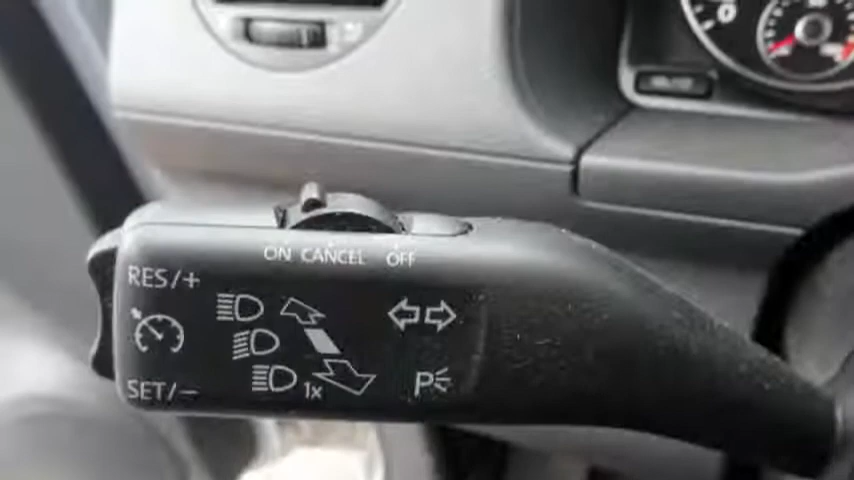 ON CANCEL OFF
RES/+
SET/-
1x
P